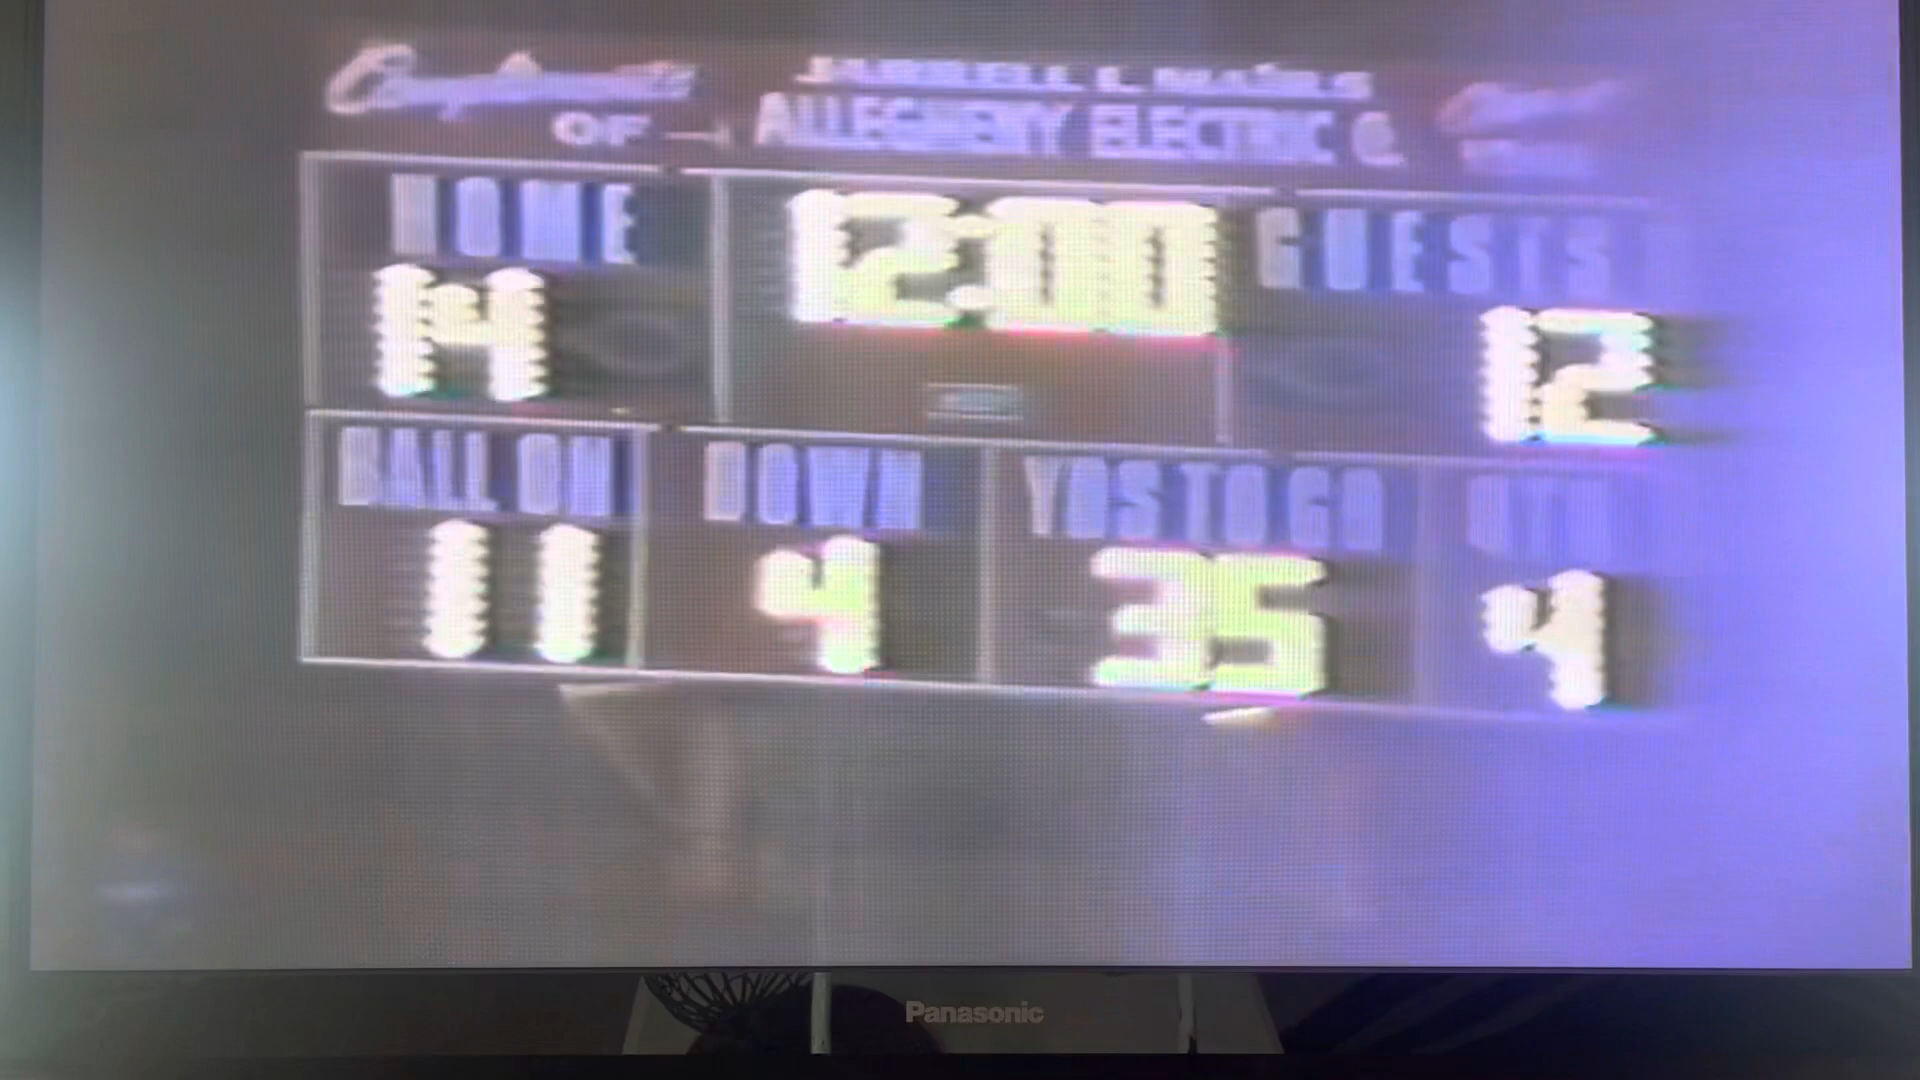 OF
ALLEGHENY ELECTRIC C
HOME 12:00 GUESTS
14 12
BALL ON DOWN YDS TO GO QTR
11 4 35 4
Panasonic